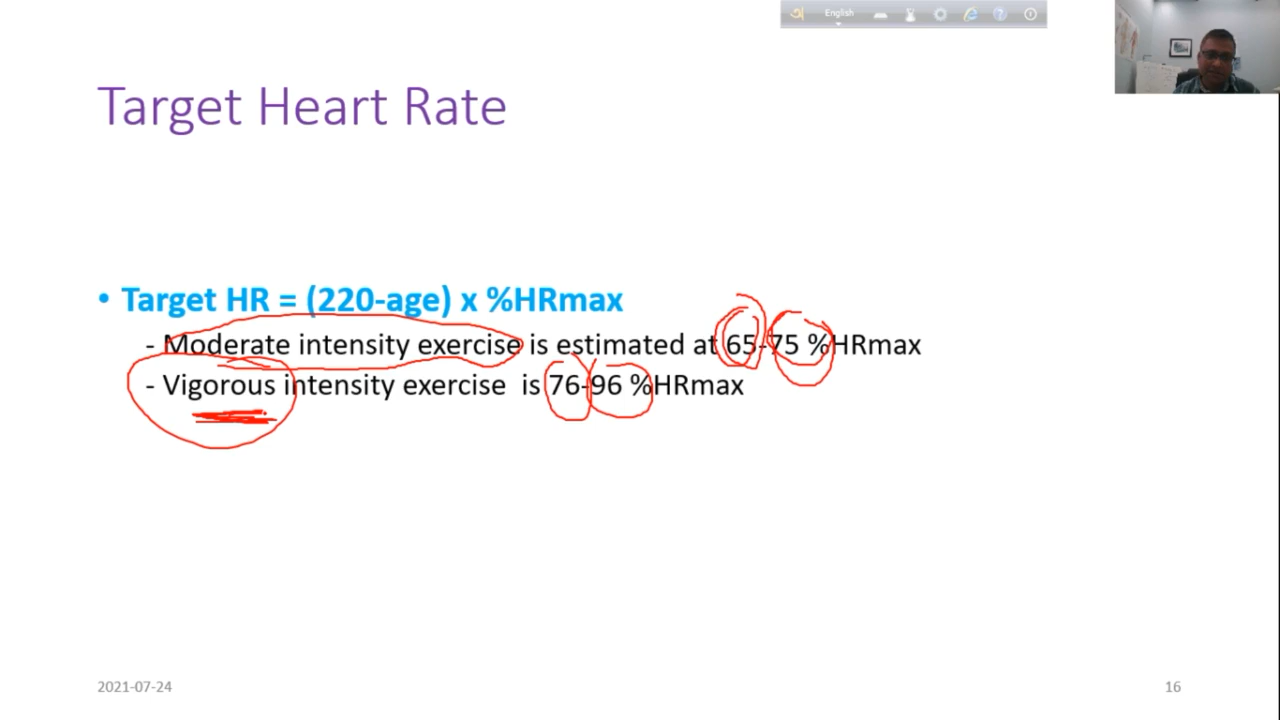 অ English
Target Heart Rate
• Target HR = (220-age) x %HRmax
- Moderate intensity exercise is estimated at 65-75 %HRmax
- Vigorous intensity exercise is 76-96 %HRmax
2021-07-24
16